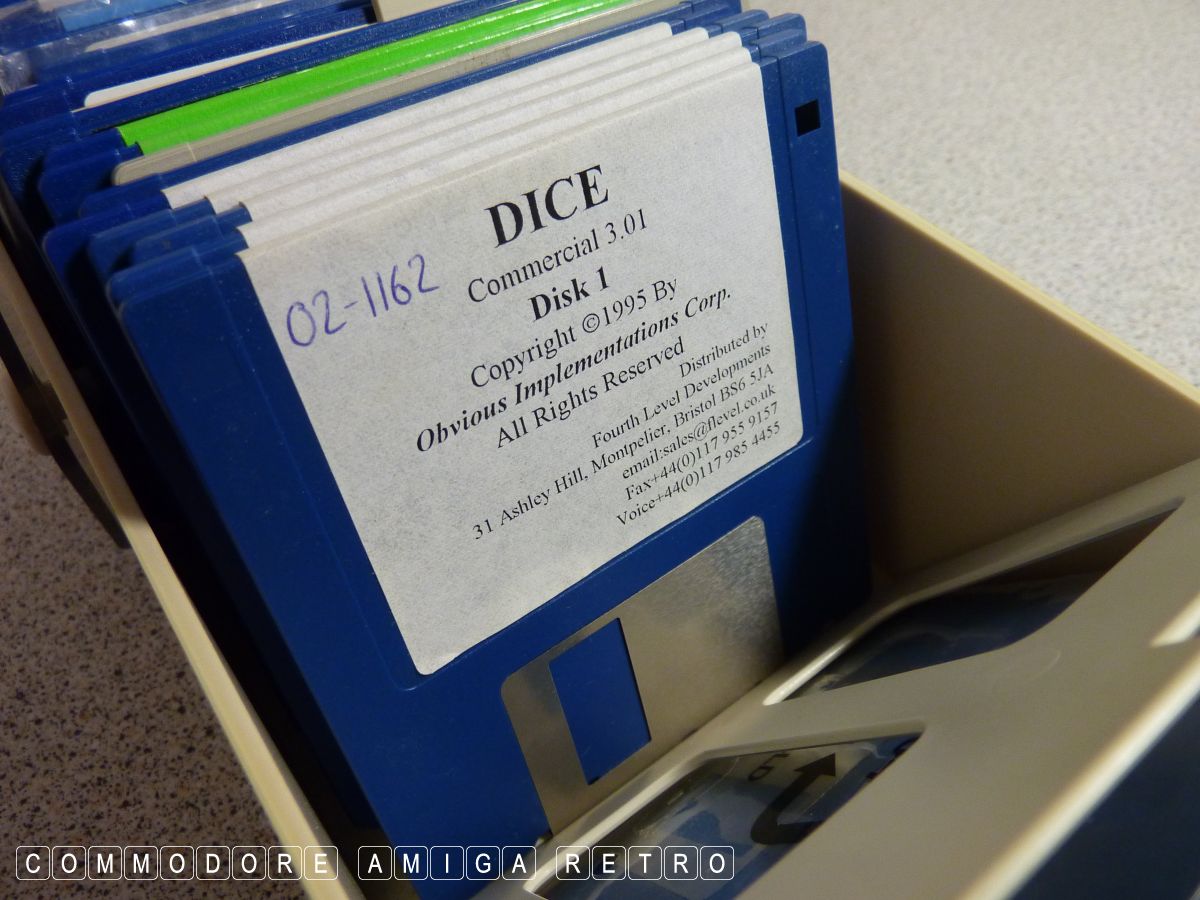 DICE
Commercial 3.01
02-1162
Disk 1
Copyright ©1995 By
Obvious Implementations Corp.
All Rights Reserved
Distributed by
Fourth Level Developments
31 Ashley Hill, Montpelier, Bristol BS6 5JA
email:sales@flevel.co.uk
Fax+44(0)117 955 9157
Voice+44(0)117 985 4455
COMMODORE AMIGA RETRO